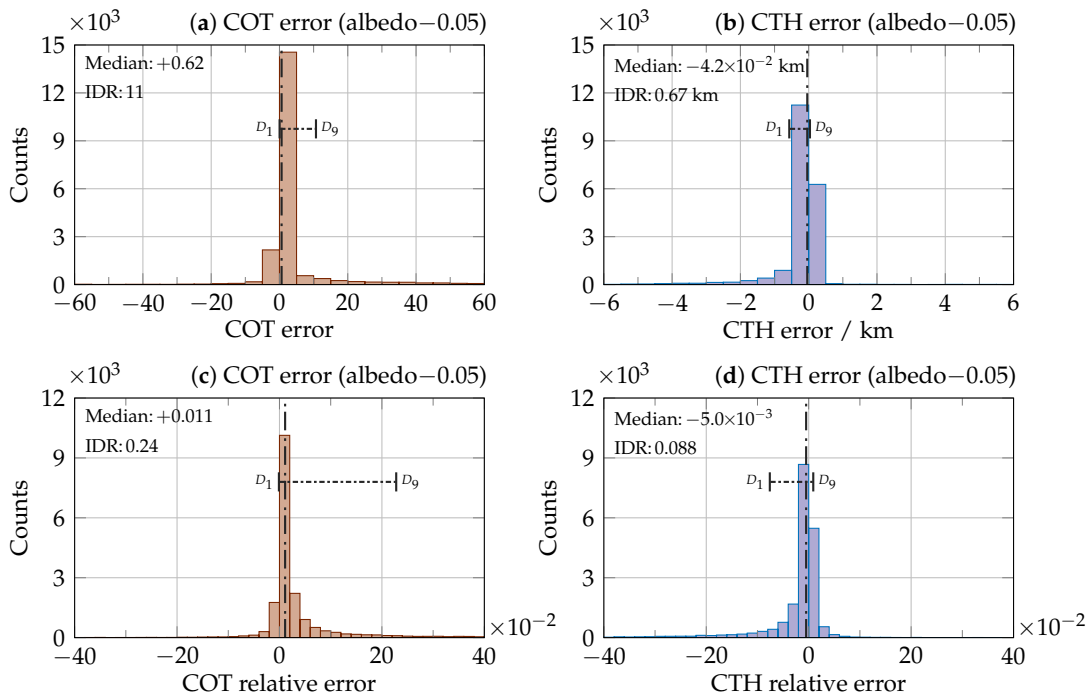 ×10³
(a) COT error (albedo−0.05)
Median: +0.62
IDR: 11
D₁
D₉
15
12
9
6
3
0
Counts
−60
−40
−20
0
20
40
60
COT error
×10³
(b) CTH error (albedo−0.05)
Median: −4.2×10⁻² km
IDR: 0.67 km
D₁
D₉
15
12
9
6
3
0
Counts
−6
−4
−2
0
2
4
6
CTH error / km
×10³
(c) COT error (albedo−0.05)
Median: +0.011
IDR: 0.24
D₁
D₉
12
9
6
3
0
Counts
−40
−20
0
20
40
×10⁻²
COT relative error
×10³
(d) CTH error (albedo−0.05)
Median: −5.0×10⁻³
IDR: 0.088
D₁
D₉
12
9
6
3
0
Counts
−40
−20
0
20
40
×10⁻²
CTH relative error